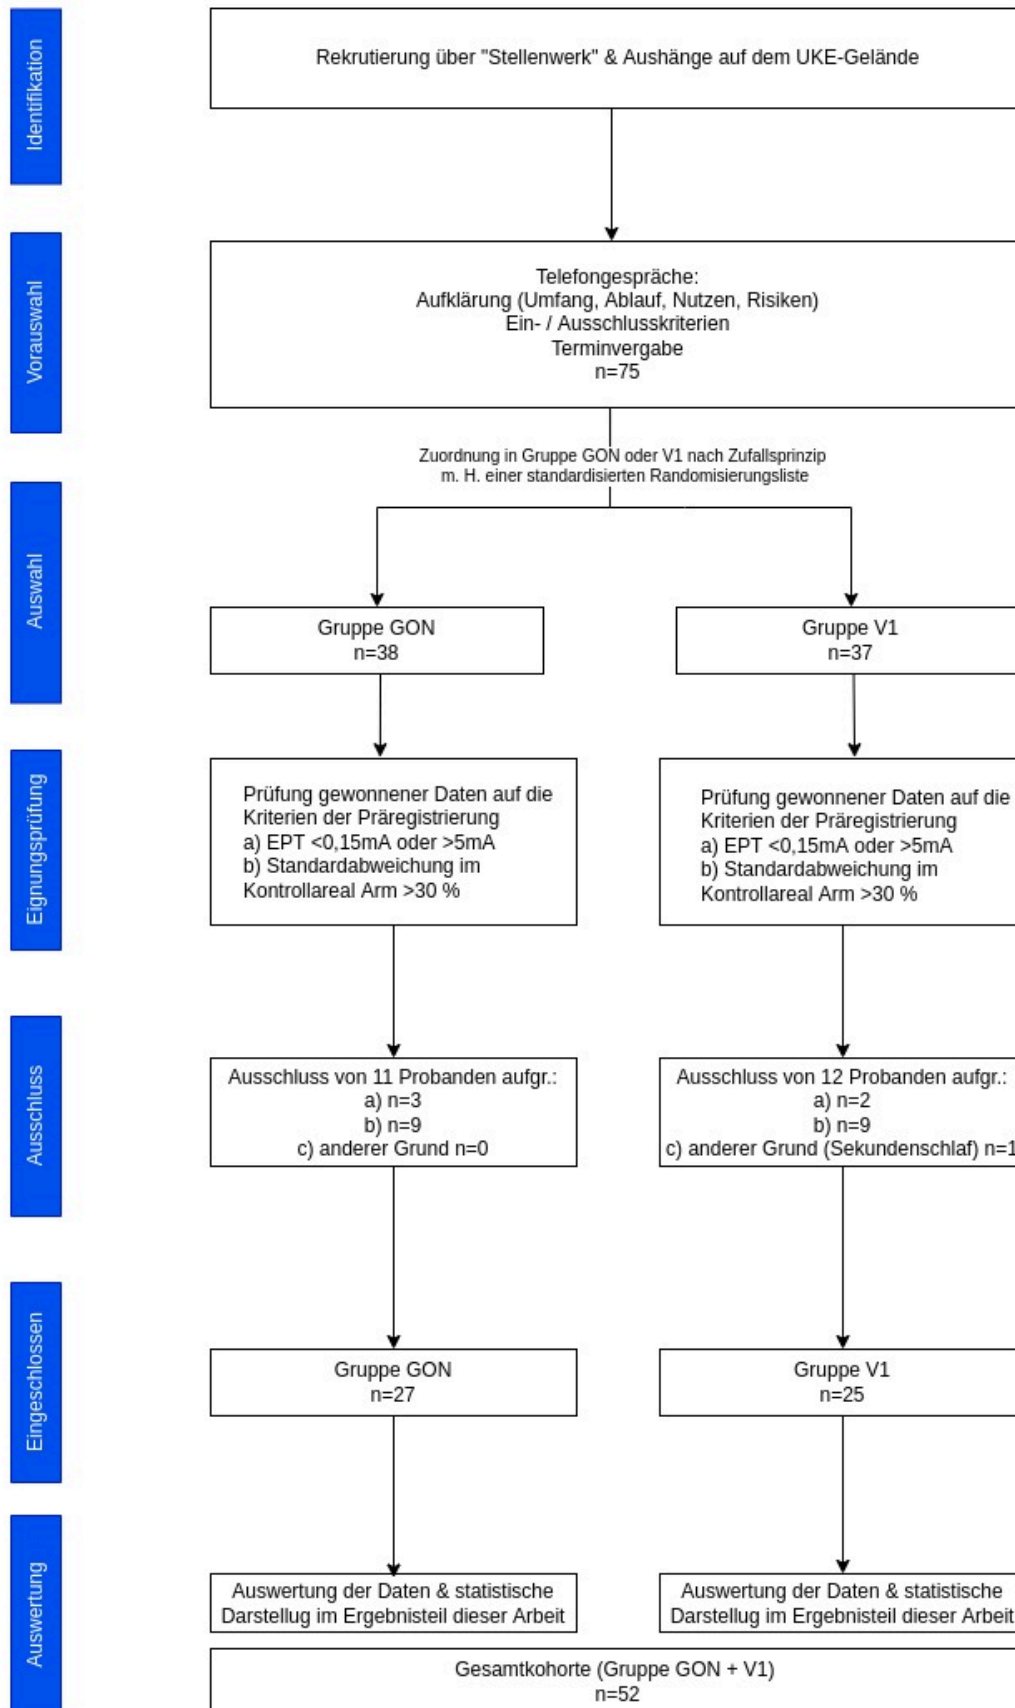 Identifikation
Rekrutierung über "Stellenwerk" & Aushänge auf dem UKE-Gelände
Vorauswahl
Telefongespräche:
Aufklärung (Umfang, Ablauf, Nutzen, Risiken)
Ein- / Ausschlusskriterien
Terminvergabe
n=75
Zuordnung in Gruppe GON oder V1 nach Zufallsprinzip
m. H. einer standardisierten Randomisierungsliste
Auswahl
Gruppe GON
n=38
Gruppe V1
n=37
Eignungsprüfung
Prüfung gewonnener Daten auf die
Kriterien der Präregistrierung
a) EPT <0,15mA oder >5mA
b) Standardabweichung im
Kontrollareal Arm >30 %
Prüfung gewonnener Daten auf die
Kriterien der Präregistrierung
a) EPT <0,15mA oder >5mA
b) Standardabweichung im
Kontrollareal Arm >30 %
Ausschluss
Ausschluss von 11 Probanden aufgr.:
a) n=3
b) n=9
c) anderer Grund n=0
Ausschluss von 12 Probanden aufgr.:
a) n=2
b) n=9
c) anderer Grund (Sekundenschlaf) n=1
Eingeschlossen
Gruppe GON
n=27
Gruppe V1
n=25
Auswertung
Auswertung der Daten & statistische
Darstellug im Ergebnisteil dieser Arbeit
Auswertung der Daten & statistische
Darstellug im Ergebnisteil dieser Arbeit
Gesamtkohorte (Gruppe GON + V1)
n=52